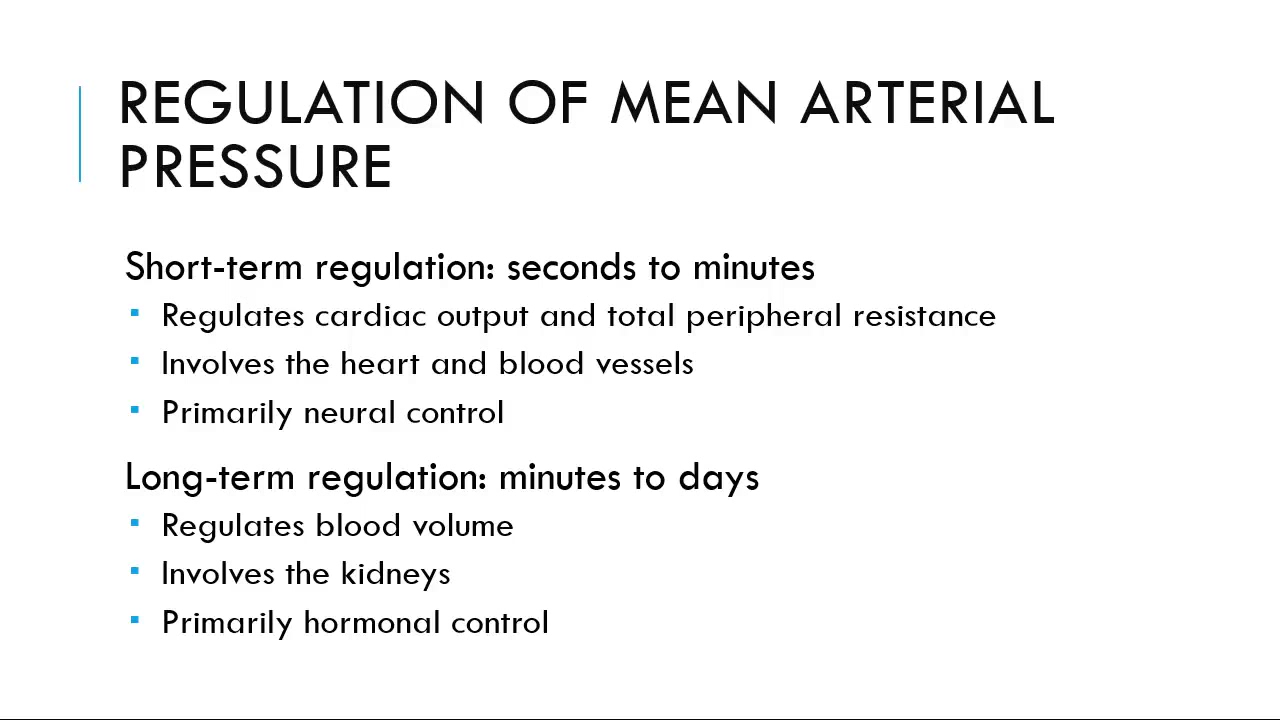 REGULATION OF MEAN ARTERIAL
PRESSURE
Short-term regulation: seconds to minutes
▪ Regulates cardiac output and total peripheral resistance
▪ Involves the heart and blood vessels
▪ Primarily neural control
Long-term regulation: minutes to days
▪ Regulates blood volume
▪ Involves the kidneys
▪ Primarily hormonal control